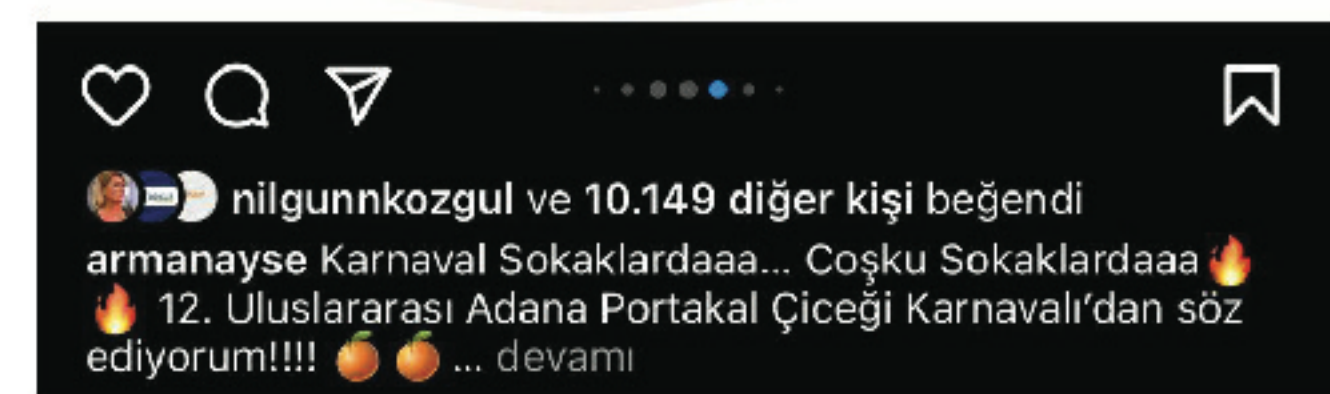 nilgunnkozgul ve 10.149 diğer kişi beğendi
armanayse Karnaval Sokaklardaaa... Coşku Sokaklardaaa🔥
🔥 12. Uluslararası Adana Portakal Çiceği Karnavalı'dan söz
ediyorum!!!! 🍊 🍊 ... devamı